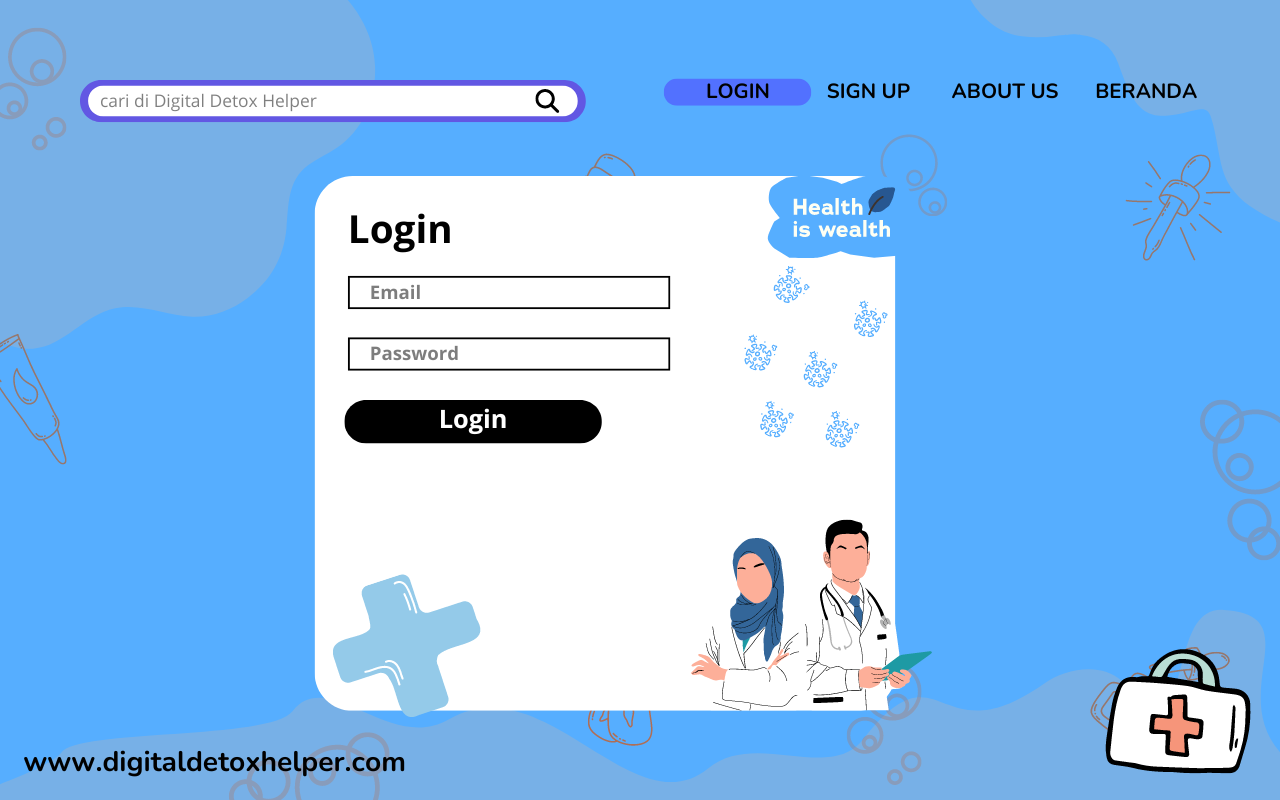 cari di Digital Detox Helper
LOGIN
SIGN UP
ABOUT US
BERANDA
Login
Health
is wealth
Email
Password
Login
www.digitaldetoxhelper.com